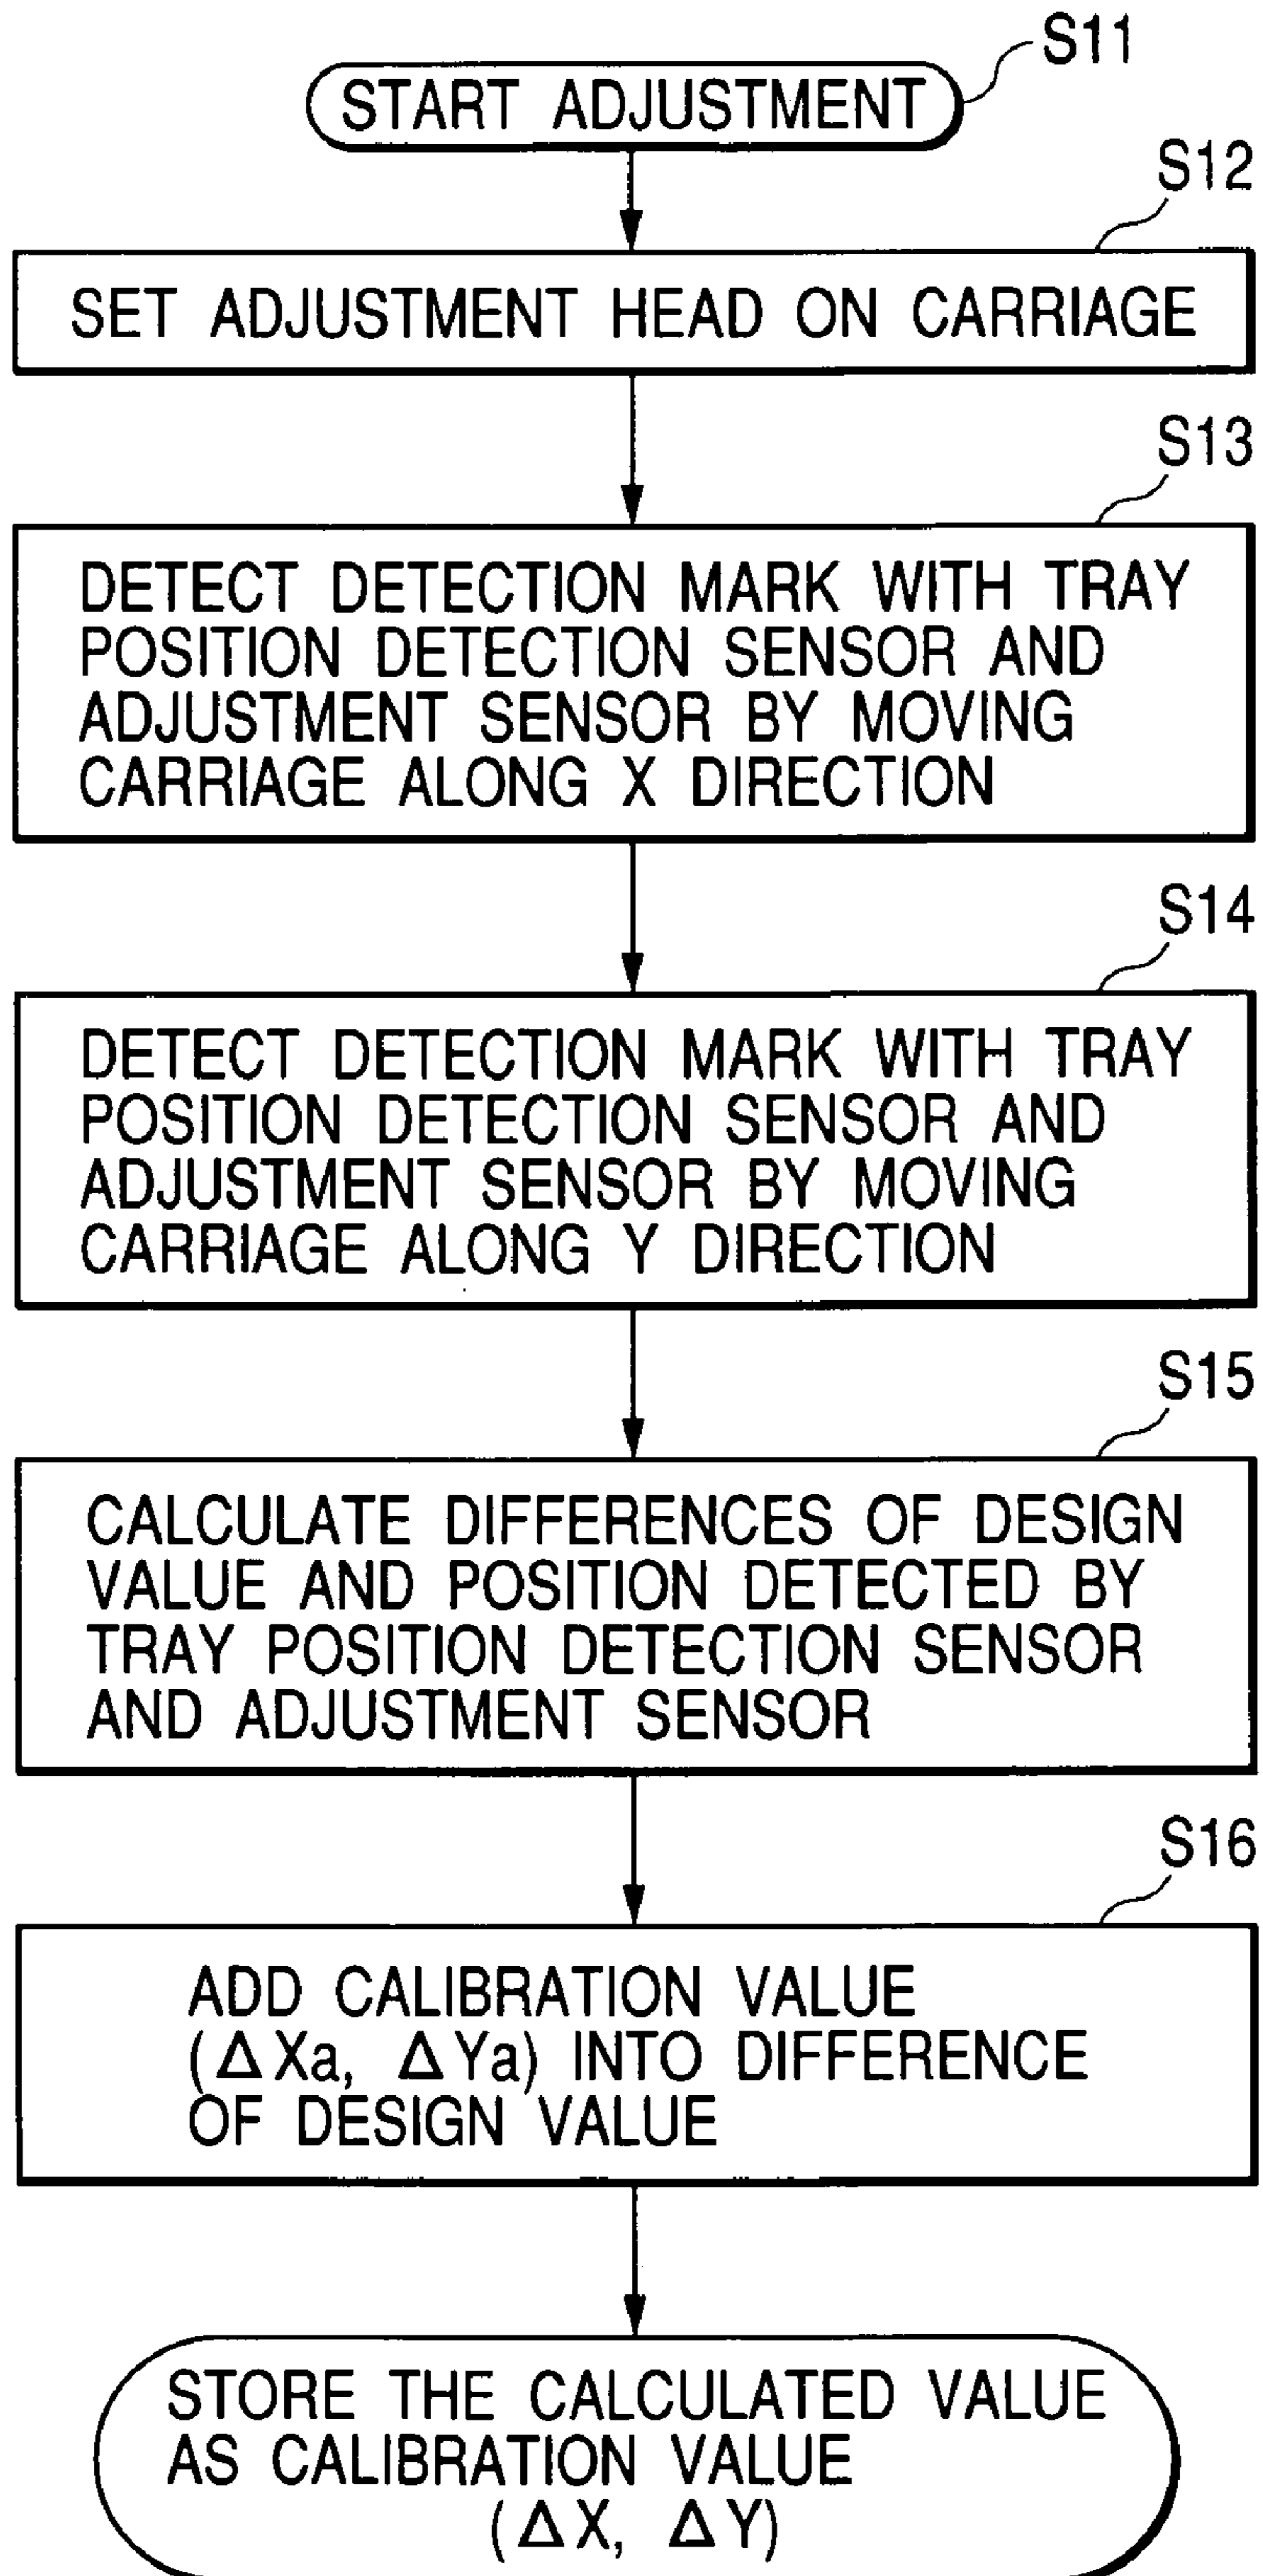 S11
START ADJUSTMENT
S12
SET ADJUSTMENT HEAD ON CARRIAGE
S13
DETECT DETECTION MARK WITH TRAY
POSITION DETECTION SENSOR AND
ADJUSTMENT SENSOR BY MOVING
CARRIAGE ALONG X DIRECTION
S14
DETECT DETECTION MARK WITH TRAY
POSITION DETECTION SENSOR AND
ADJUSTMENT SENSOR BY MOVING
CARRIAGE ALONG Y DIRECTION
S15
CALCULATE DIFFERENCES OF DESIGN
VALUE AND POSITION DETECTED BY
TRAY POSITION DETECTION SENSOR
AND ADJUSTMENT SENSOR
S16
ADD CALIBRATION VALUE
(ΔXa, ΔYa) INTO DIFFERENCE
OF DESIGN VALUE
STORE THE CALCULATED VALUE
AS CALIBRATION VALUE
(ΔX, ΔY)